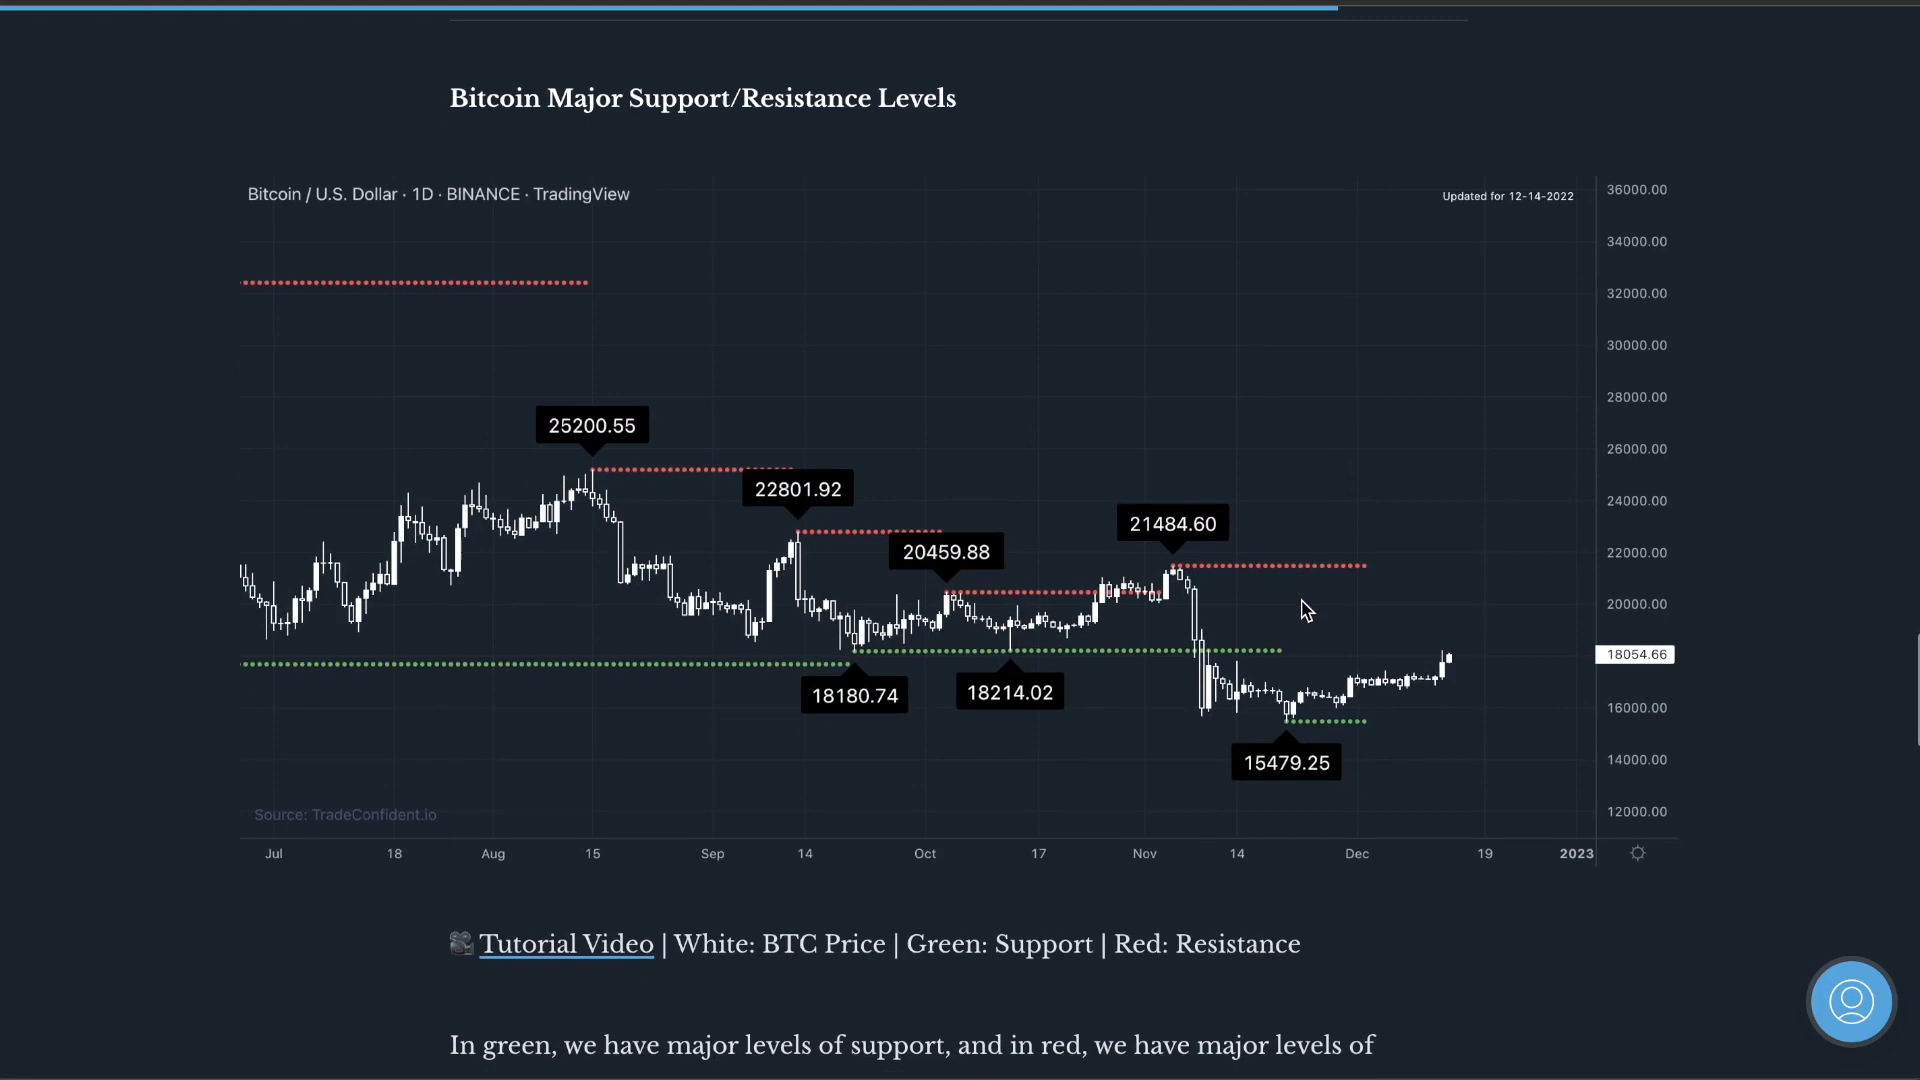 Bitcoin Major Support/Resistance Levels
Bitcoin / U.S. Dollar · 1D · BINANCE · TradingView
Updated for 12-14-2022
36000.00
34000.00
32000.00
30000.00
28000.00
26000.00
24000.00
22000.00
20000.00
18054.66
16000.00
14000.00
12000.00
25200.55
22801.92
20459.88
21484.60
18180.74
18214.02
15479.25
Source: TradeConfident.io
Jul 18 Aug 15 Sep 14 Oct 17 Nov 14 Dec 19 2023
Tutorial Video | White: BTC Price | Green: Support | Red: Resistance
In green, we have major levels of support, and in red, we have major levels of